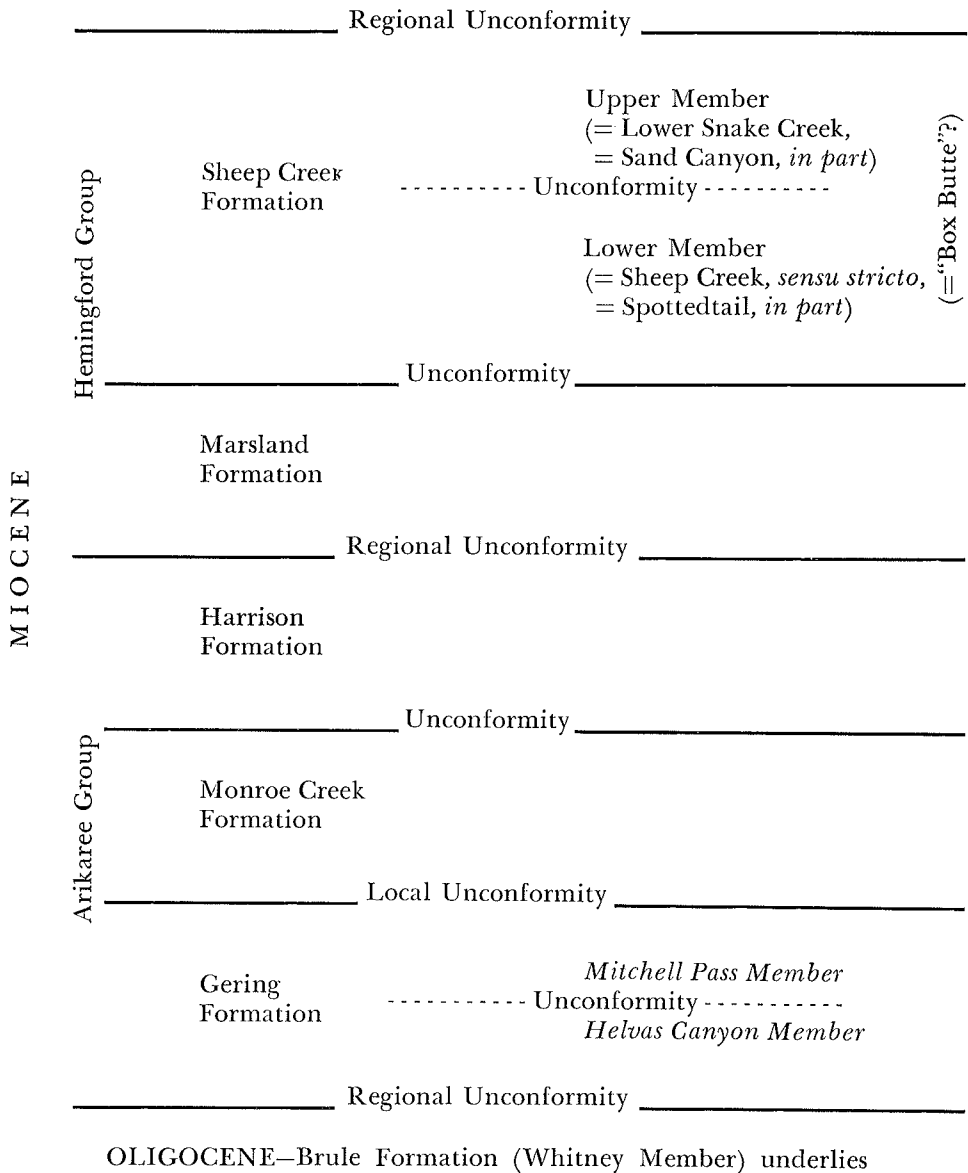 Regional Unconformity
Upper Member
(= Lower Snake Creek,
= Sand Canyon, in part)
Sheep Creek
Formation
---------- Unconformity ----------
Lower Member
(= Sheep Creek, sensu stricto,
= Spottedtail, in part)
(="Box Butte"?)
Hemingford Group
Unconformity
Marsland
Formation
MIOCENE
Regional Unconformity
Harrison
Formation
Unconformity
Arikaree Group
Monroe Creek
Formation
Local Unconformity
Gering
Formation
Mitchell Pass Member
---------- Unconformity ----------
Helvas Canyon Member
Regional Unconformity
OLIGOCENE—Brule Formation (Whitney Member) underlies